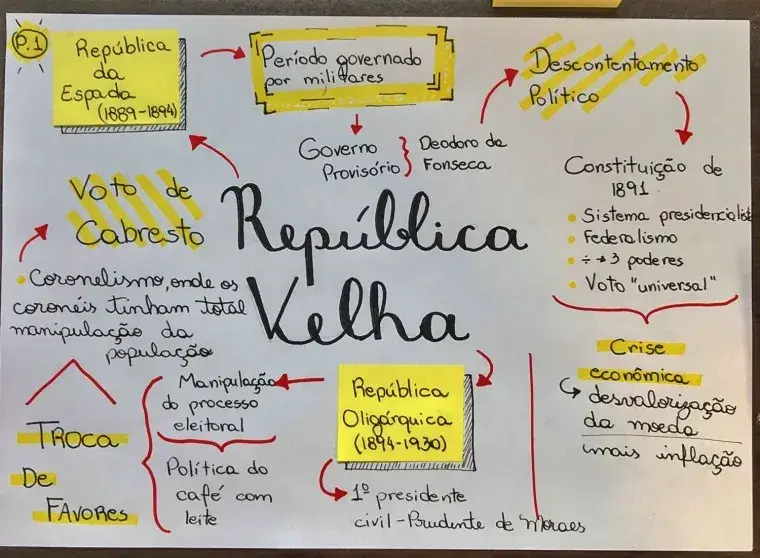 P.1
República
da
Espada
(1889-1894)
Período governado
por militares
Governo
Provisório } Deodoro da
Fonseca
Descontentamento
Político
Constituição de
1891
• Sistema presidencialista
• Federalismo
• ÷ → 3 poderes
• Voto "universal"
Crise
econômica
↳ desvalorização
da moeda
mais inflação
República
Velha
Voto de
Cabresto
• Coronelismo, onde os
coronéis tinham total
manipulação da
população
TROCA
DE
FAVORES
Manipulação
do processo
eleitoral
Política do
café com
leite
República
Oligárquica
(1894-1930)
1º presidente
civil - Prudente de Moraes